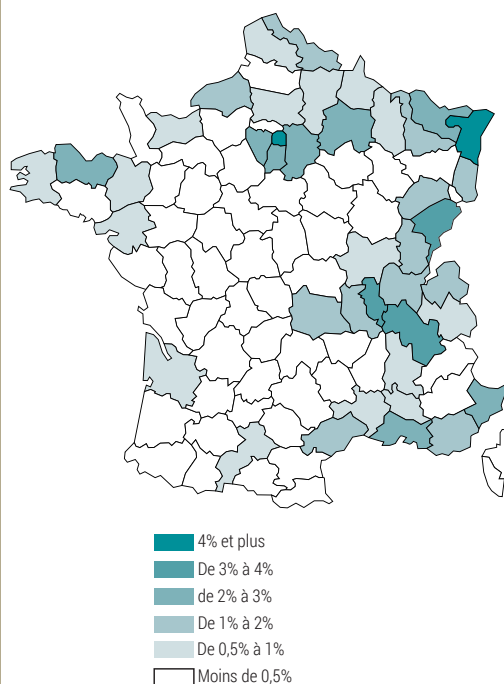 4% et plus
De 3% à 4%
de 2% à 3%
De 1% à 2%
De 0,5% à 1%
Moins de 0,5%